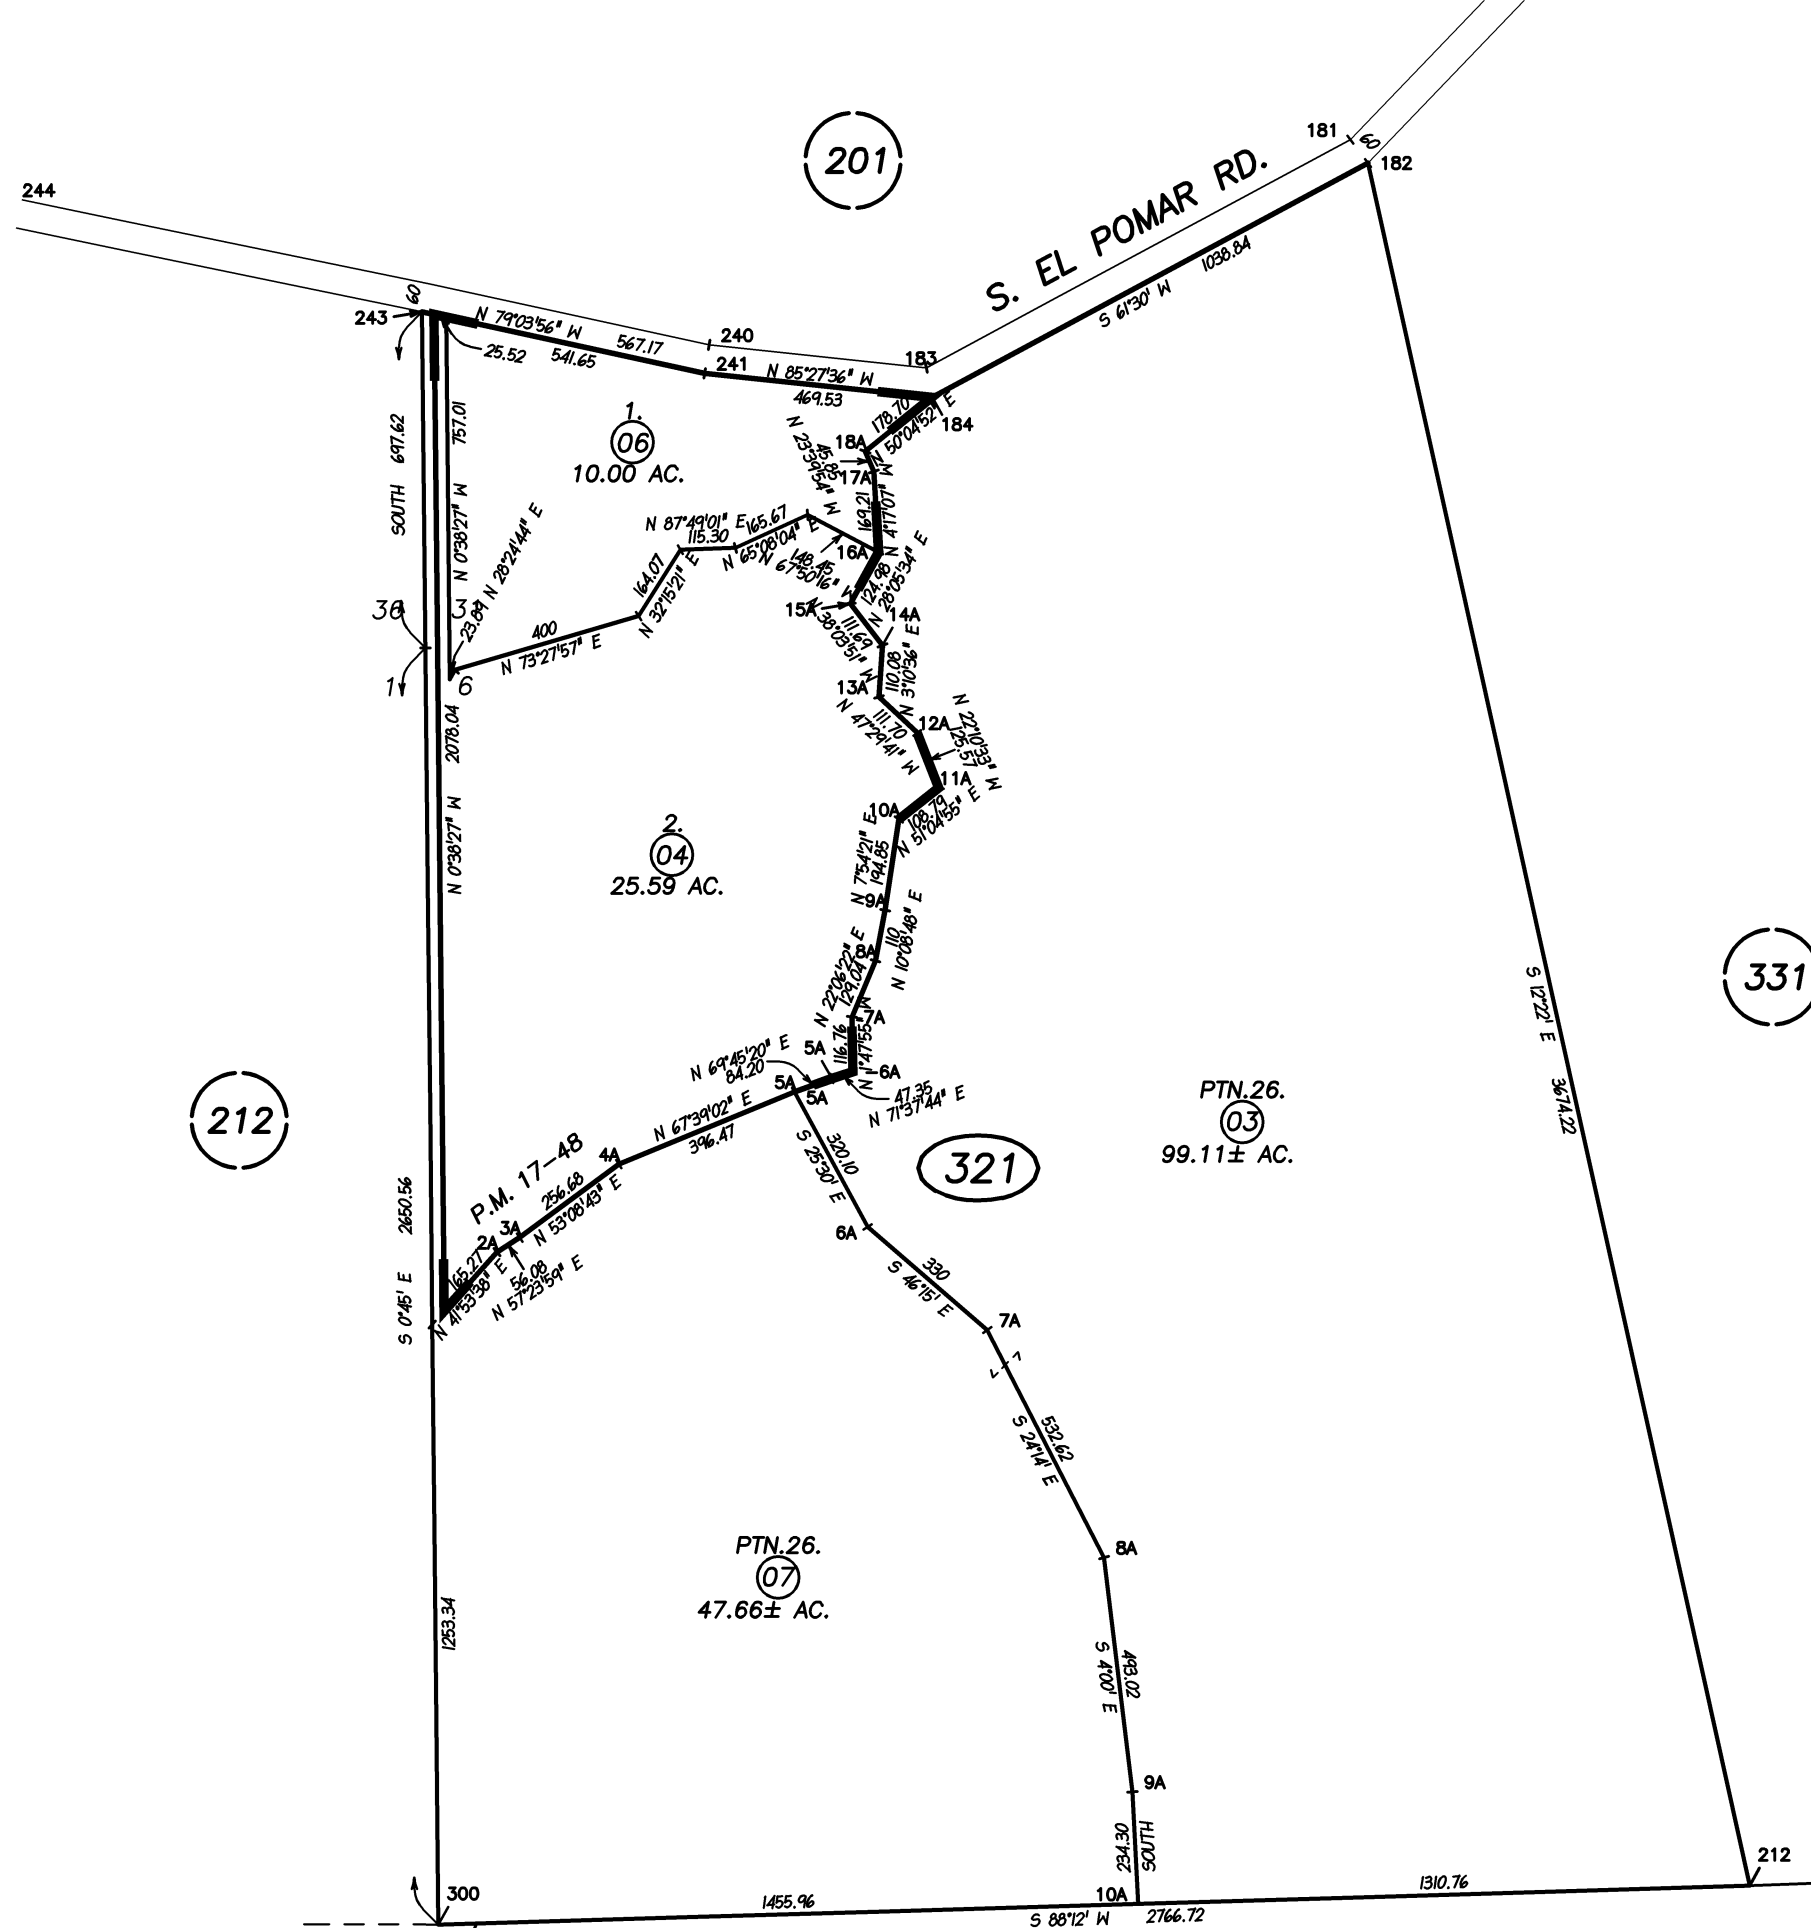 201
181
60
182
S. EL POMAR RD.
1038.84
S 61°30' W
244
60
243
N 79°03'56" W
567.17
25.52
541.65
240
241
183
N 85°27'36" W
469.53
184
178.70
N 50°04'52" E
18A
N 23°39'54" W
45.85
17A
169.21
N 4°17'07" W
1.
06
10.00 AC.
SOUTH 697.62
757.01
N 0°38'27" W
23.89 N 28°24'44" E
N 87°49'01" E
115.30
165.67
N 65°08'04" E
148.45
N 67°50'16" W
16A
164.07
N 32°15'21" E
400
N 73°27'57" E
124.98
N 28°05'34" E
15A
14A
111.69
N 38°03'51" W
110.08
N 3°10'36" E
13A
36
31
1
6
111.70
N 47°29'41" W
12A
N 22°10'33" W
125.57
11A
2078.04
N 0°38'27" W
10A
108.79
N 51°04'55" E
2.
04
25.59 AC.
N 7°54'21" E
194.85
9A
110
N 10°08'48" E
8A
N 22°06'22" E
129.04
7A
116.76
N 1°47'55" W
331
S 12°22' E
3674.22
5A
6A
N 69°45'20" E
84.20
5A
5A
47.35
N 71°37'44" E
212
PTN.26.
03
99.11± AC.
321
N 67°39'02" E
396.47
P.M. 17-48
4A
256.68
N 53°08'43" E
3A
2A
165.27
N 41°53'38" E
56.08
N 57°23'59" E
S 0°45' E 2650.56
320.10
S 25°30' E
6A
330
S 46°15' E
7A
532.62
S 24°14' E
8A
PTN.26.
07
47.66± AC.
1253.34
493.02
S 4°00' E
9A
234.30
SOUTH
10A
212
300
1455.96
1310.76
S 88°12' W 2766.72